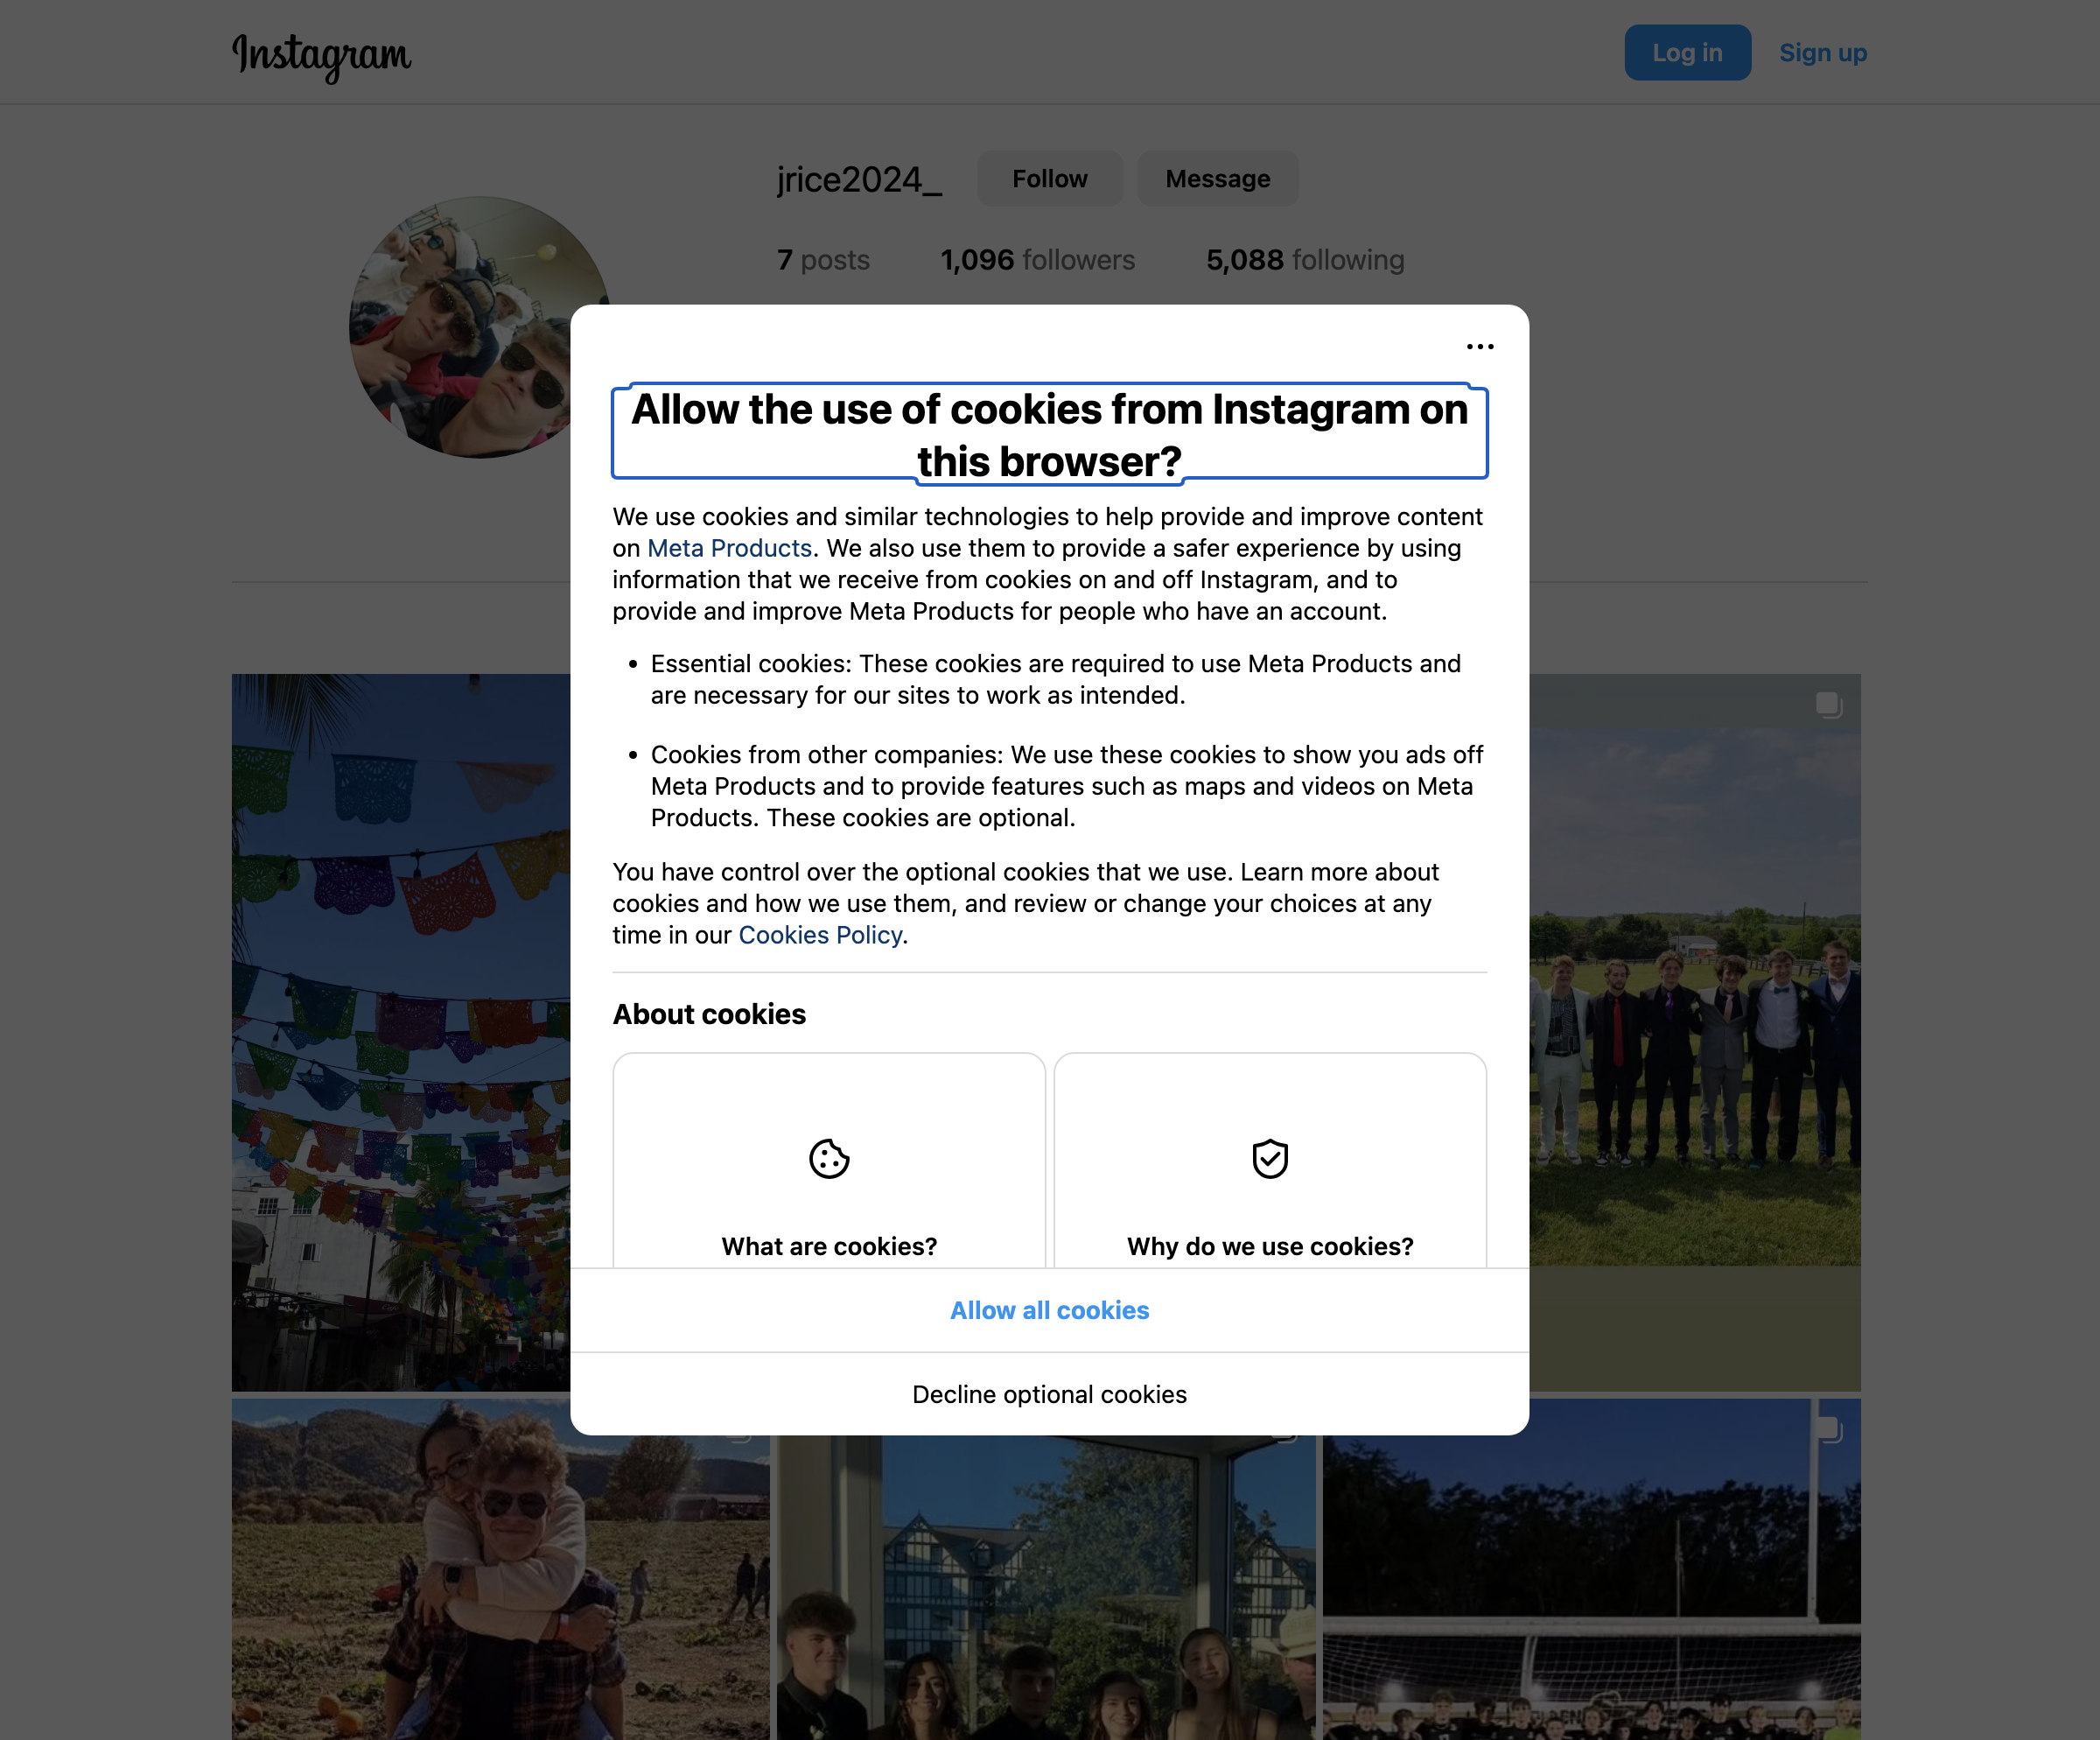 Instagram
Log in
Sign up
jrice2024_
Follow
Message
7 posts
1,096 followers
5,088 following
Allow the use of cookies from Instagram on
this browser?
We use cookies and similar technologies to help provide and improve content
on Meta Products. We also use them to provide a safer experience by using
information that we receive from cookies on and off Instagram, and to
provide and improve Meta Products for people who have an account.
• Essential cookies: These cookies are required to use Meta Products and
are necessary for our sites to work as intended.
• Cookies from other companies: We use these cookies to show you ads off
Meta Products and to provide features such as maps and videos on Meta
Products. These cookies are optional.
You have control over the optional cookies that we use. Learn more about
cookies and how we use them, and review or change your choices at any
time in our Cookies Policy.
About cookies
What are cookies?
Why do we use cookies?
Allow all cookies
Decline optional cookies